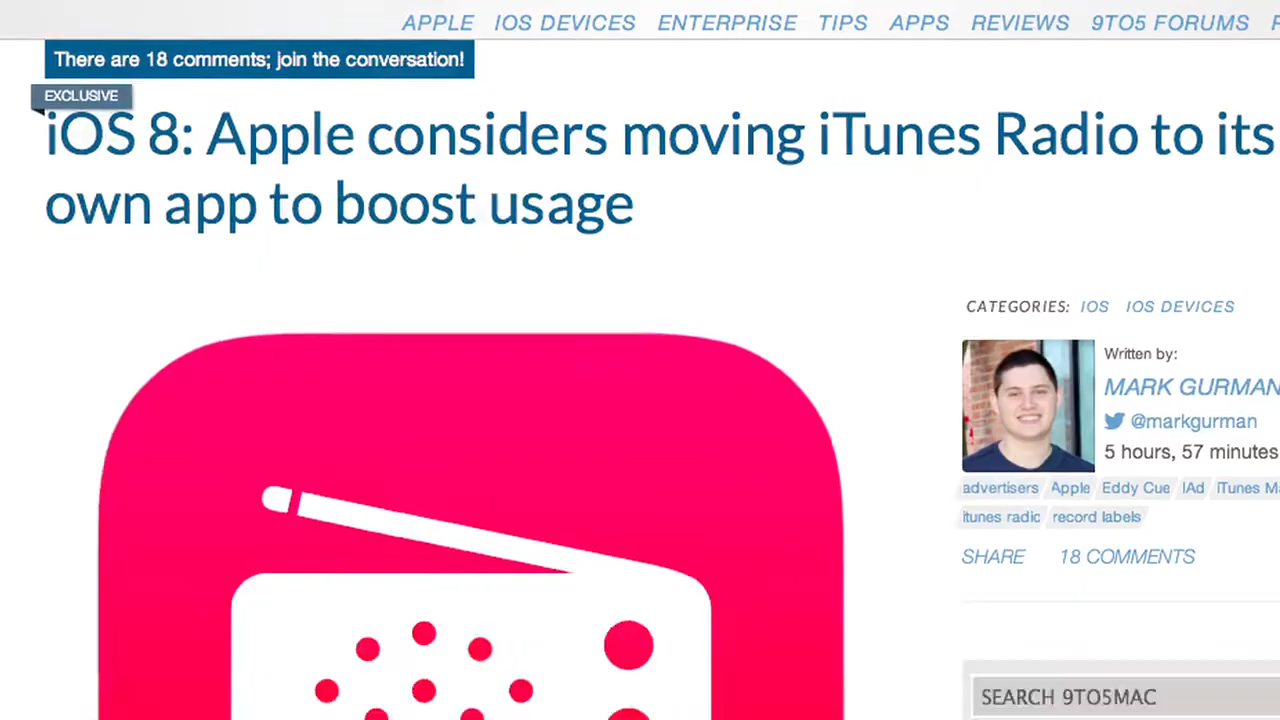 APPLE IOS DEVICES ENTERPRISE TIPS APPS REVIEWS 9TO5 FORUMS
There are 18 comments; join the conversation!
EXCLUSIVE
iOS 8: Apple considers moving iTunes Radio to its
own app to boost usage
CATEGORIES: IOS IOS DEVICES
Written by:
MARK GURMAN
@markgurman
5 hours, 57 minutes
advertisers Apple Eddy Cue IAd iTunes
itunes radio record labels
SHARE 18 COMMENTS
SEARCH 9TO5MAC